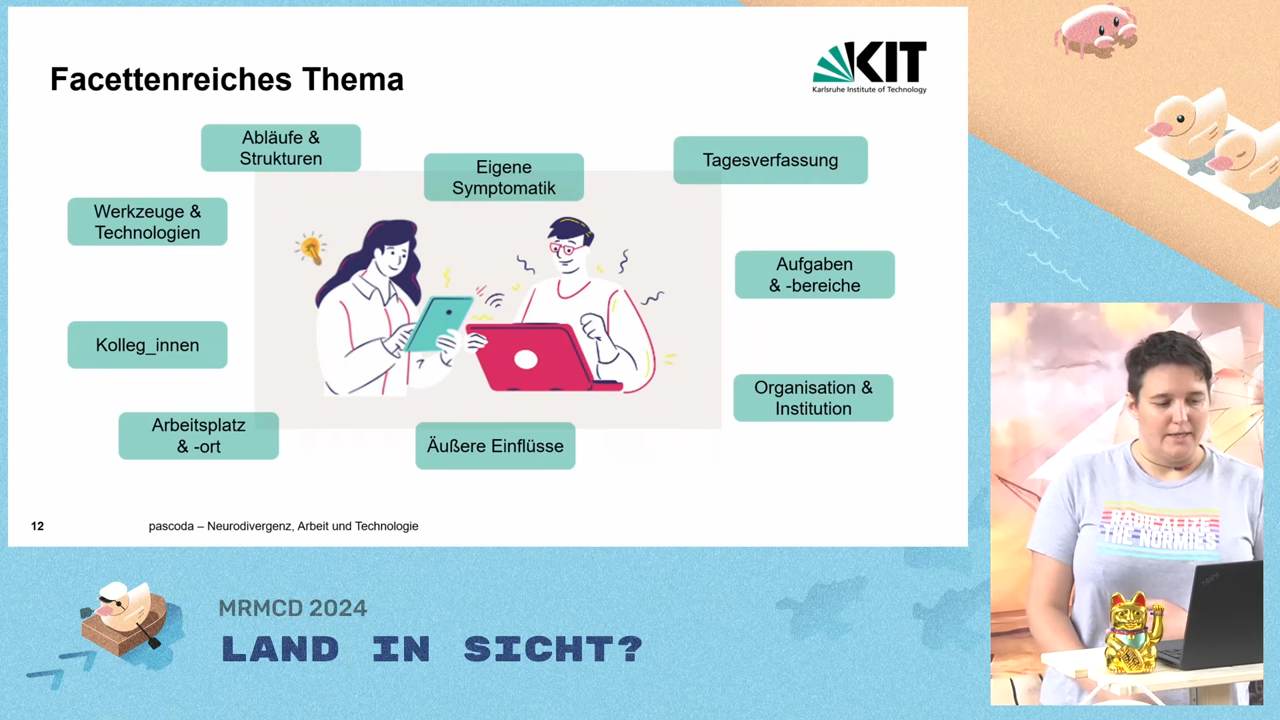 Facettenreiches Thema
KIT
Karlsruhe Institute of Technology
Abläufe &
Strukturen
Eigene
Symptomatik
Tagesverfassung
Werkzeuge &
Technologien
Aufgaben
& -bereiche
Kolleg_innen
Organisation &
Institution
Arbeitsplatz
& -ort
Äußere Einflüsse
12
pascoda – Neurodivergenz, Arbeit und Technologie
RADICALIZE
THE NORMIES
MRMCD 2024
LAND IN SICHT?